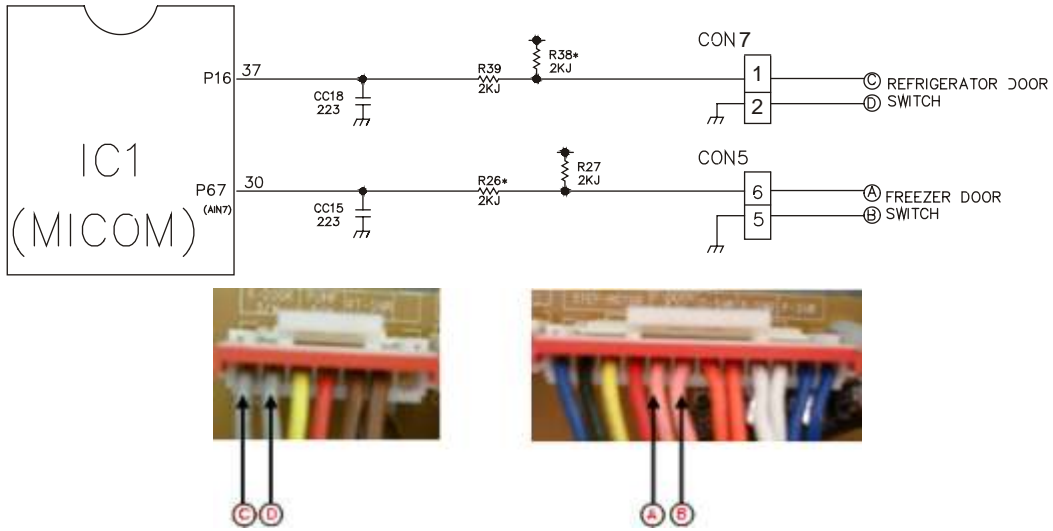 CON7
R38*
2KJ
P16 37
R39
2KJ
1
Ⓒ REFRIGERATOR DOOR
CC18
223
2
Ⓓ SWITCH
IC1
(MICOM)
CON5
R27
2KJ
P67 30
(AIN7)
R26*
2KJ
6
Ⓐ FREEZER DOOR
CC15
223
5
Ⓑ SWITCH
Ⓒ Ⓓ Ⓐ Ⓑ